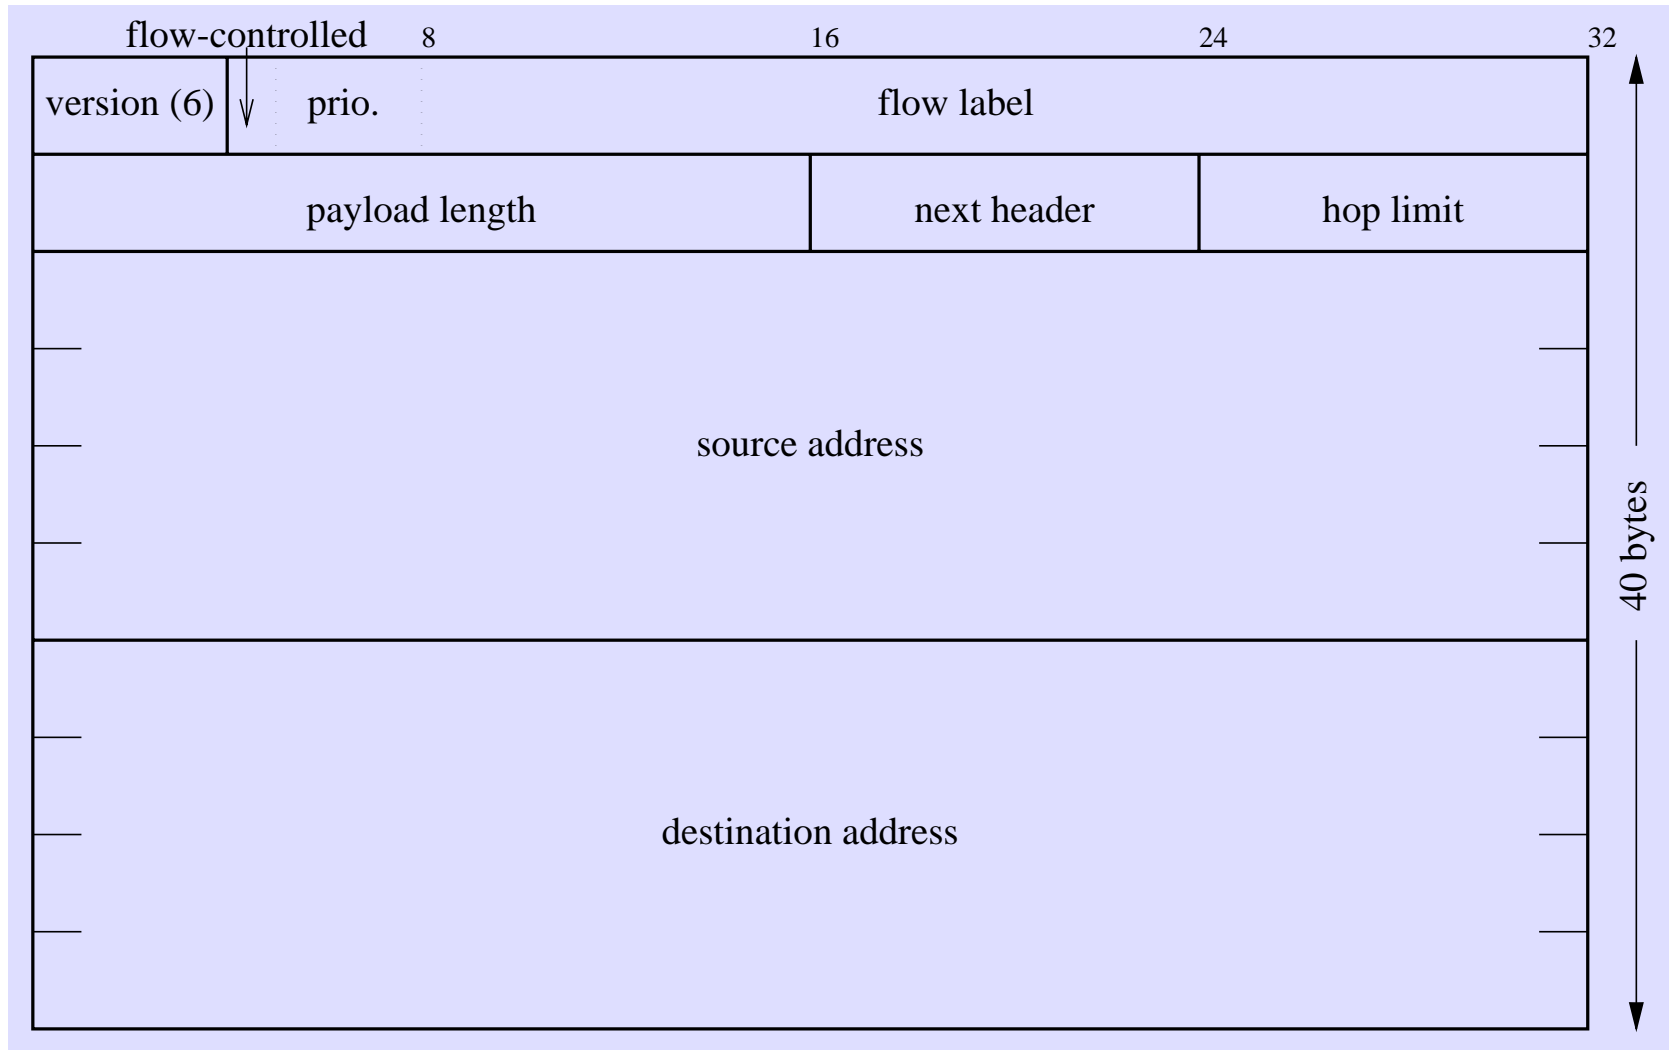 flow-controlled 8 16 24 32
version (6) prio. flow label
payload length next header hop limit
source address
40 bytes
destination address